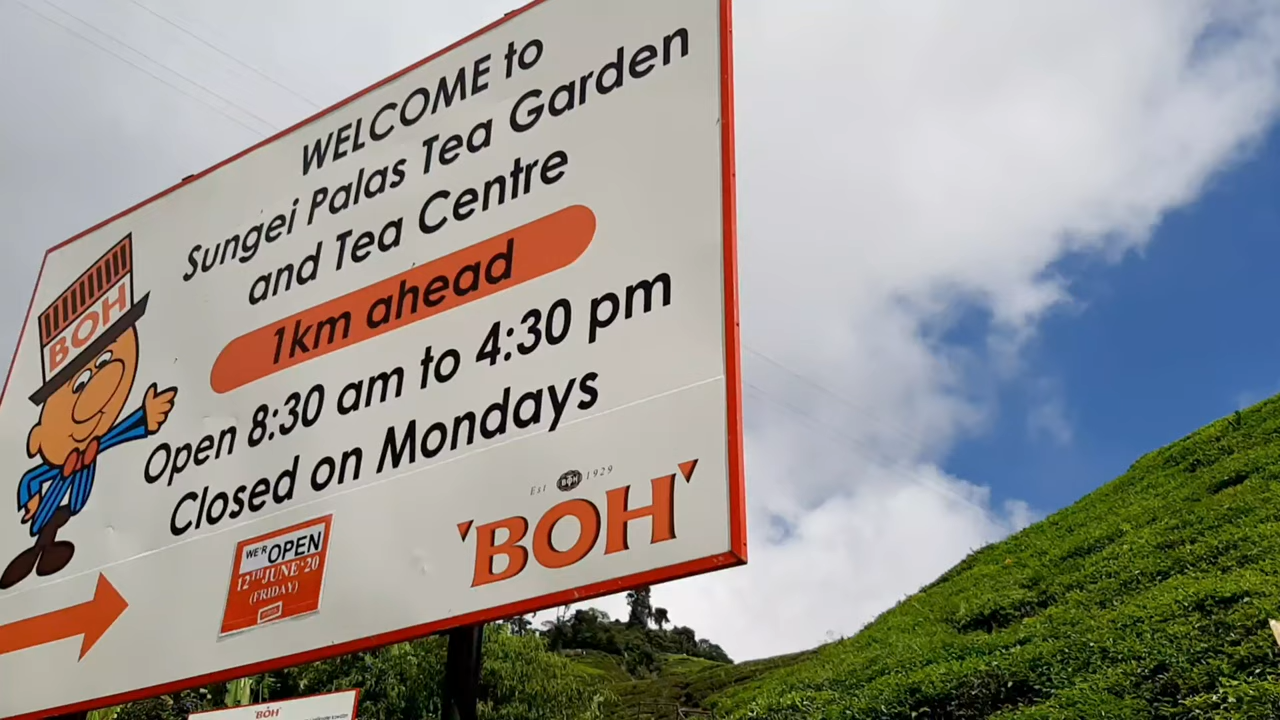 WELCOME to
Sungei Palas Tea Garden
and Tea Centre
1km ahead
Open 8:30 am to 4:30 pm
Closed on Mondays
BOH
Est 1929
BOH
'BOH'
WE'R OPEN
12TH JUNE '20
(FRIDAY)
'BOH'